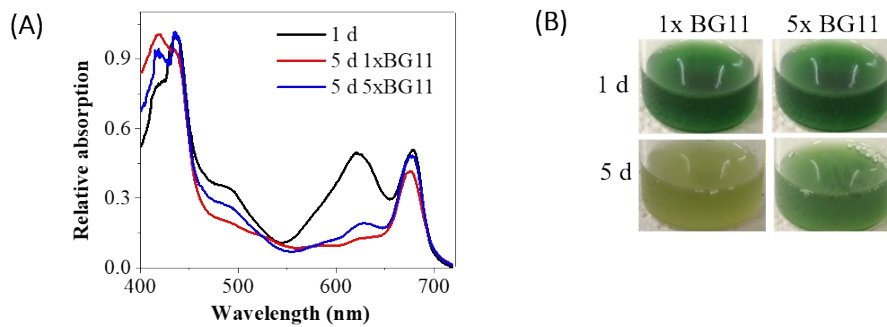 (A)
1 d
5 d 1xBG11
5 d 5xBG11
0.9
0.6
0.3
0.0
400
500
600
700
Relative absorption
Wavelength (nm)
(B)
1x BG11
5x BG11
1 d
5 d